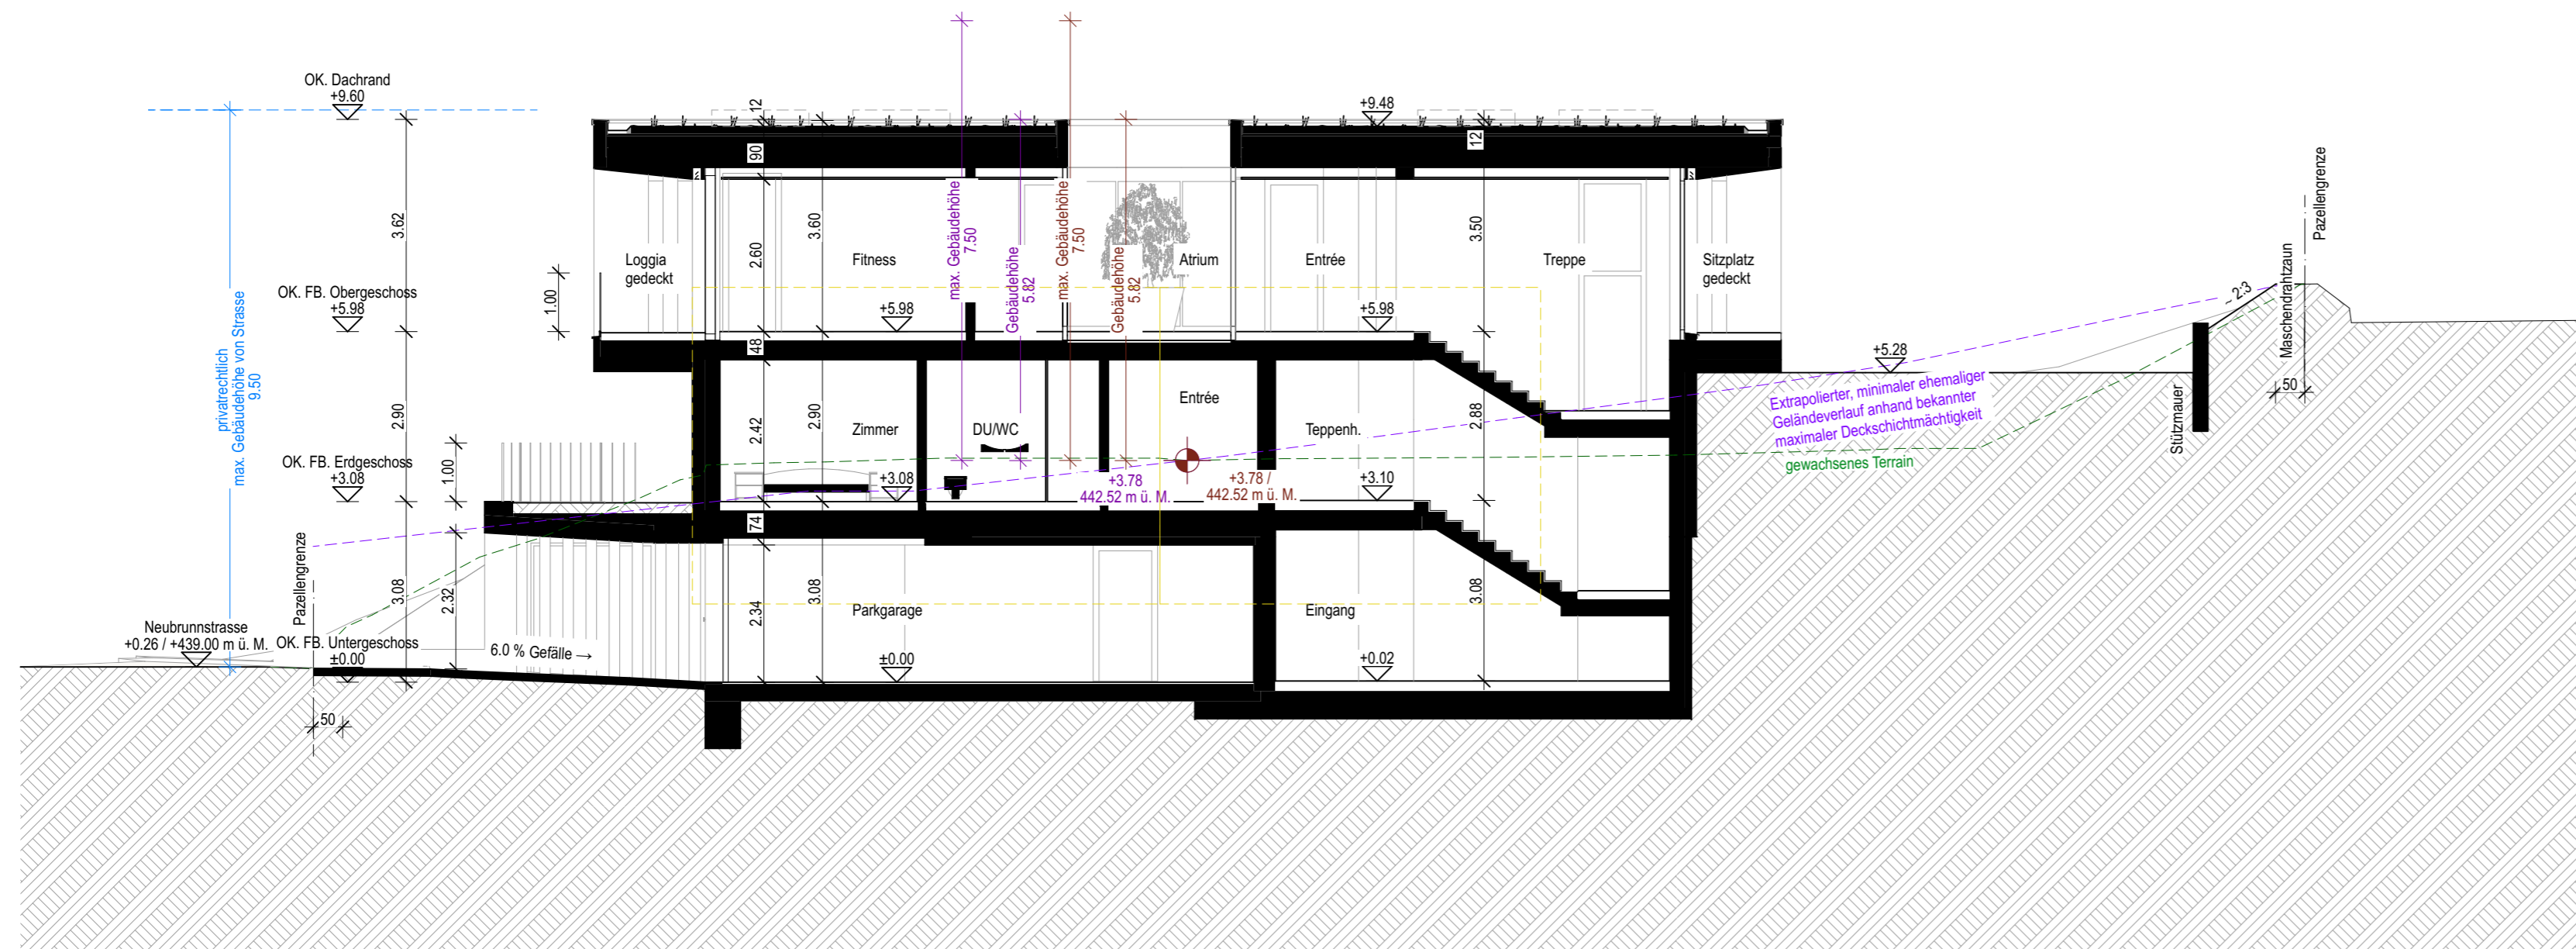 OK. Dachrand
+9.60
privatrechtlich
max. Gebäudehöhe von Strasse
9.50
3.62
OK. FB. Obergeschoss
+5.98
1.00
2.90
OK. FB. Erdgeschoss
+3.08
1.00
Pazellengrenze
3.08
2.32
Neubrunnstrasse
+0.26 / +439.00 m ü. M.
OK. FB. Untergeschoss
±0.00
6.0 % Gefälle →
50
12
90
2.60
3.60
Loggia
gedeckt
Fitness
+5.98
max. Gebäudehöhe
7.50
Gebäudehöhe
5.82
max. Gebäudehöhe
7.50
Gebäudehöhe
5.82
Atrium
Entrée
+9.48
12
3.50
+5.98
Treppe
Sitzplatz
gedeckt
48
2.42
2.90
Zimmer
+3.08
DU/WC
Entrée
+3.78
442.52 m ü. M.
+3.78 /
442.52 m ü. M.
Teppenh.
+3.10
2.88
74
2.34
3.08
Parkgarage
±0.00
Eingang
+0.02
3.08
+5.28
Extrapolierter, minimaler ehemaliger
Geländeverlauf anhand bekannter
maximaler Deckschichtmächtigkeit
gewachsenes Terrain
Stützmauer
~ 2:3
Maschendrahtzaun
Pazellengrenze
50